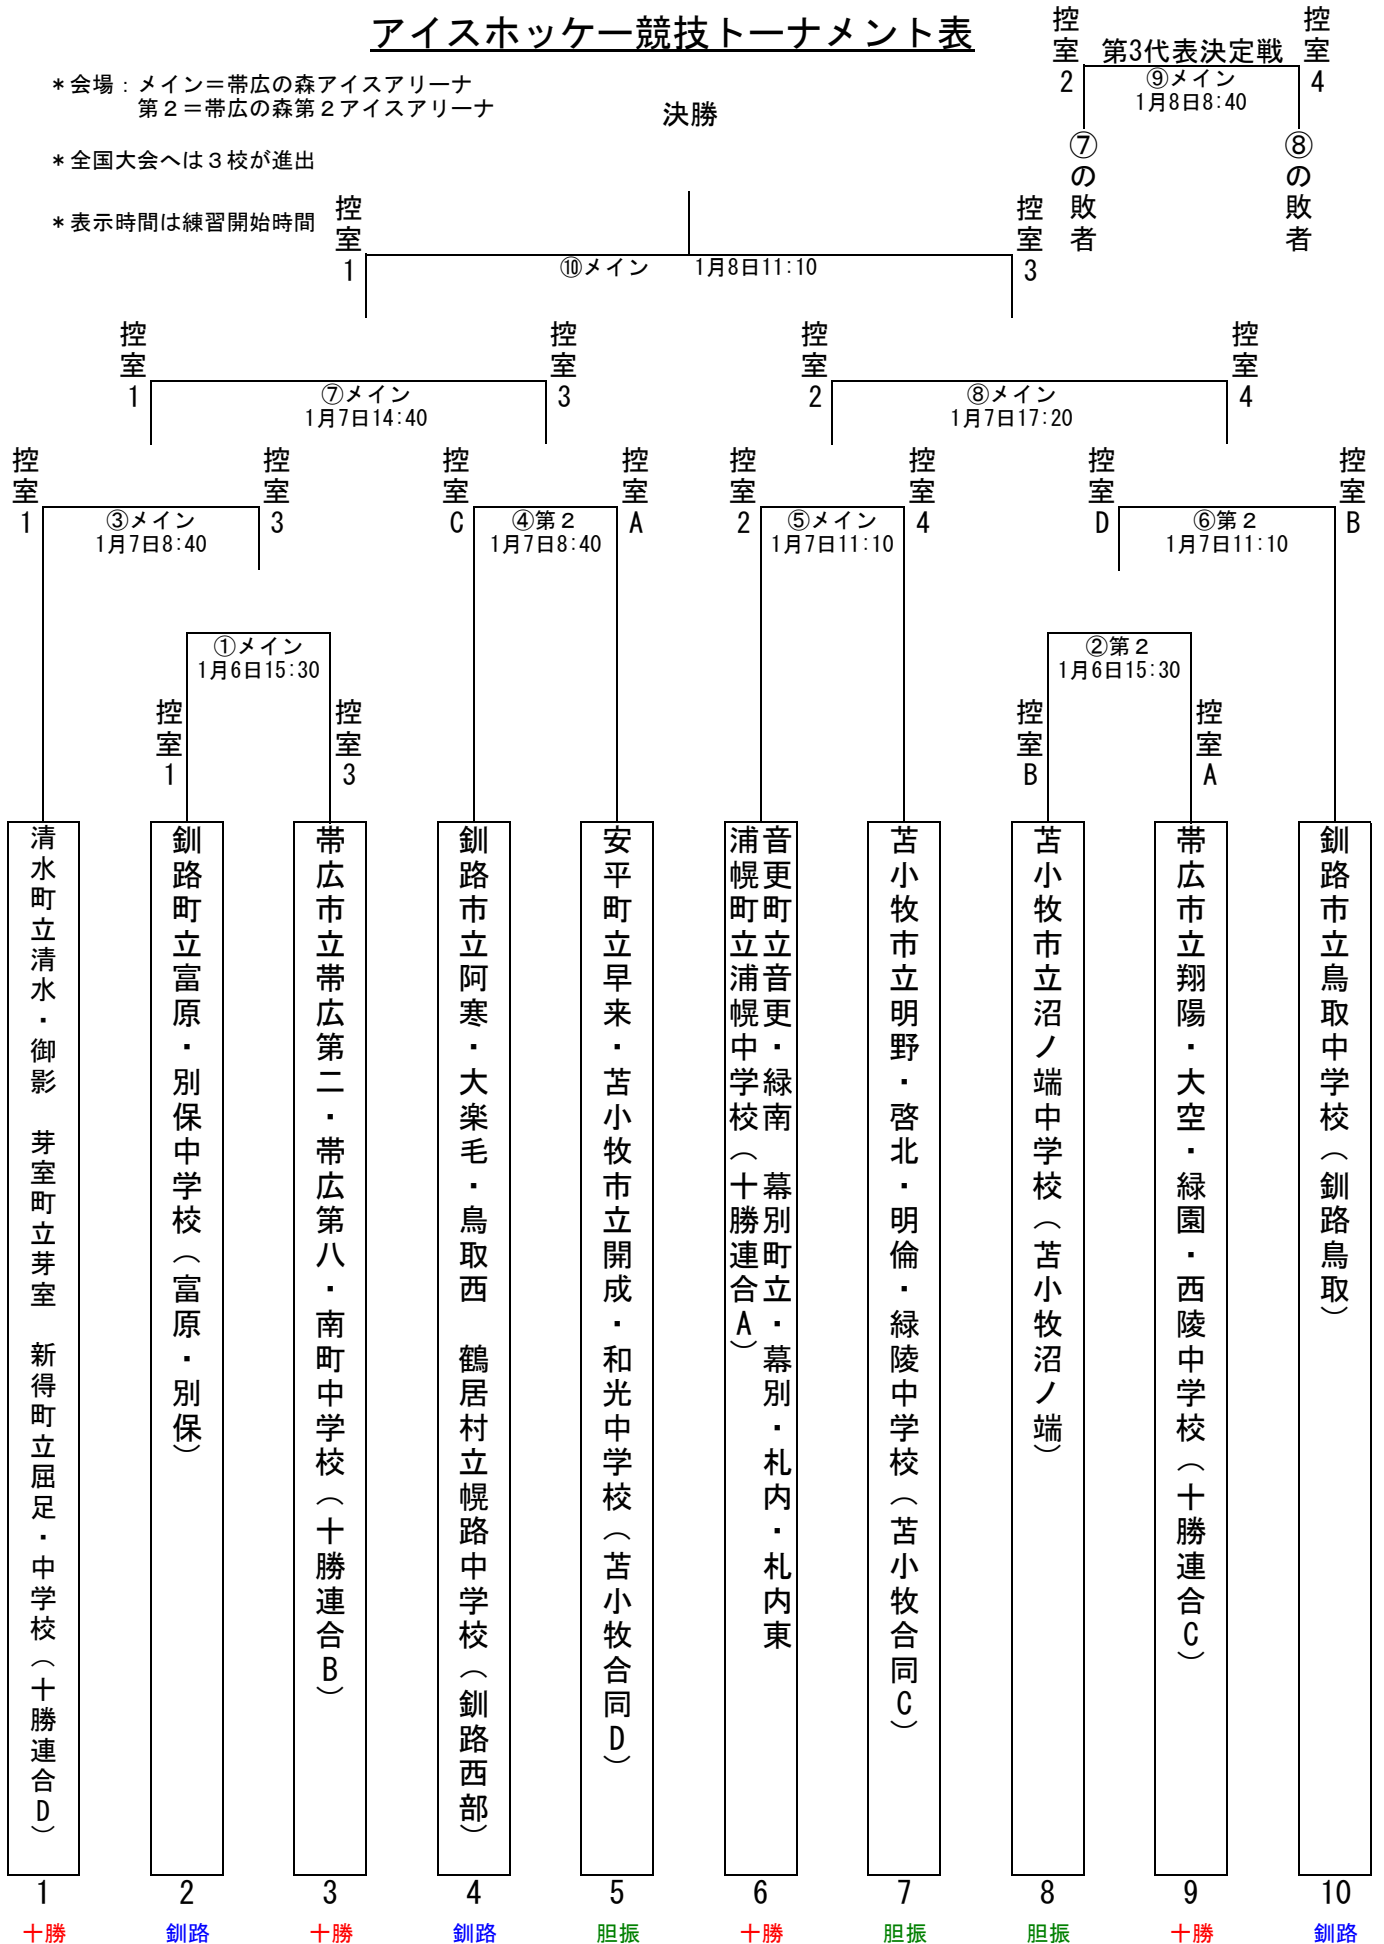 アイスホッケー競技トーナメント表
控室2
第3代表決定戦
控室4
⑨メイン
1月8日8:40
⑦の敗者
⑧の敗者
＊会場：メイン＝帯広の森アイスアリーナ
第２＝帯広の森第２アイスアリーナ
＊全国大会へは３校が進出
＊表示時間は練習開始時間
決勝
控室1
⑩メイン 1月8日11:10
控室3
控室1
⑦メイン
1月7日14:40
控室3
控室2
⑧メイン
1月7日17:20
控室4
控室1
③メイン
1月7日8:40
控室3
控室C
④第２
1月7日8:40
控室A
控室2
⑤メイン
1月7日11:10
控室4
控室D
⑥第２
1月7日11:10
控室B
①メイン
1月6日15:30
控室1
控室3
②第２
1月6日15:30
控室B
控室A
清水町立清水・御影　芽室町立芽室　新得町立屈足・中学校（十勝連合D）
釧路町立富原・別保中学校（富原・別保）
帯広市立帯広第二・帯広第八・南町中学校（十勝連合B）
釧路市立阿寒・大楽毛・鳥取西　鶴居村立幌路中学校（釧路西部）
安平町立早来・苫小牧市立開成・和光中学校（苫小牧合同D）
音更町立音更・緑南　幕別町立・幕別・札内・札内東
浦幌町立浦幌中学校（十勝連合A）
苫小牧市立明野・啓北・明倫・緑陵中学校（苫小牧合同C）
苫小牧市立沼ノ端中学校（苫小牧沼ノ端）
帯広市立翔陽・大空・緑園・西陵中学校（十勝連合C）
釧路市立鳥取中学校（釧路鳥取）
1 2 3 4 5 6 7 8 9 10
十勝 釧路 十勝 釧路 胆振 十勝 胆振 胆振 十勝 釧路